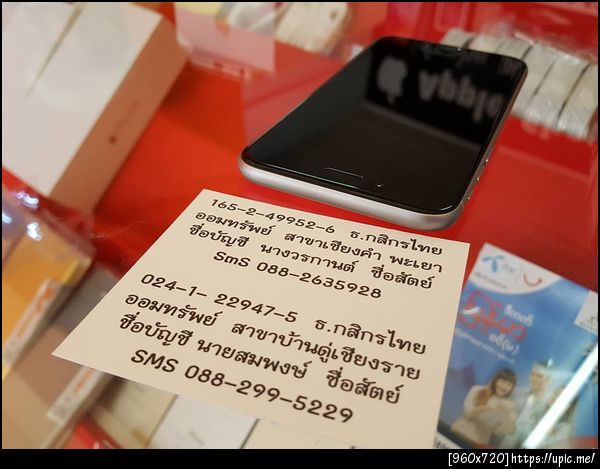 Apple
165-2-49952-6 ธ.กสิกรไทย
ออมทรัพย์ สาขาเชียงคำ พะเยา
ชื่อบัญชี นางวรกานต์ ชื่อสัตย์
SmS 088-2635928
024-1- 22947-5 ธ.กสิกรไทย
ออมทรัพย์ สาขาบ้านดู่เชียงราย
ชื่อบัญชี นายสมพงษ์ ชื่อสัตย์
SMS 088-299-5229
[960x720]https://upic.me/